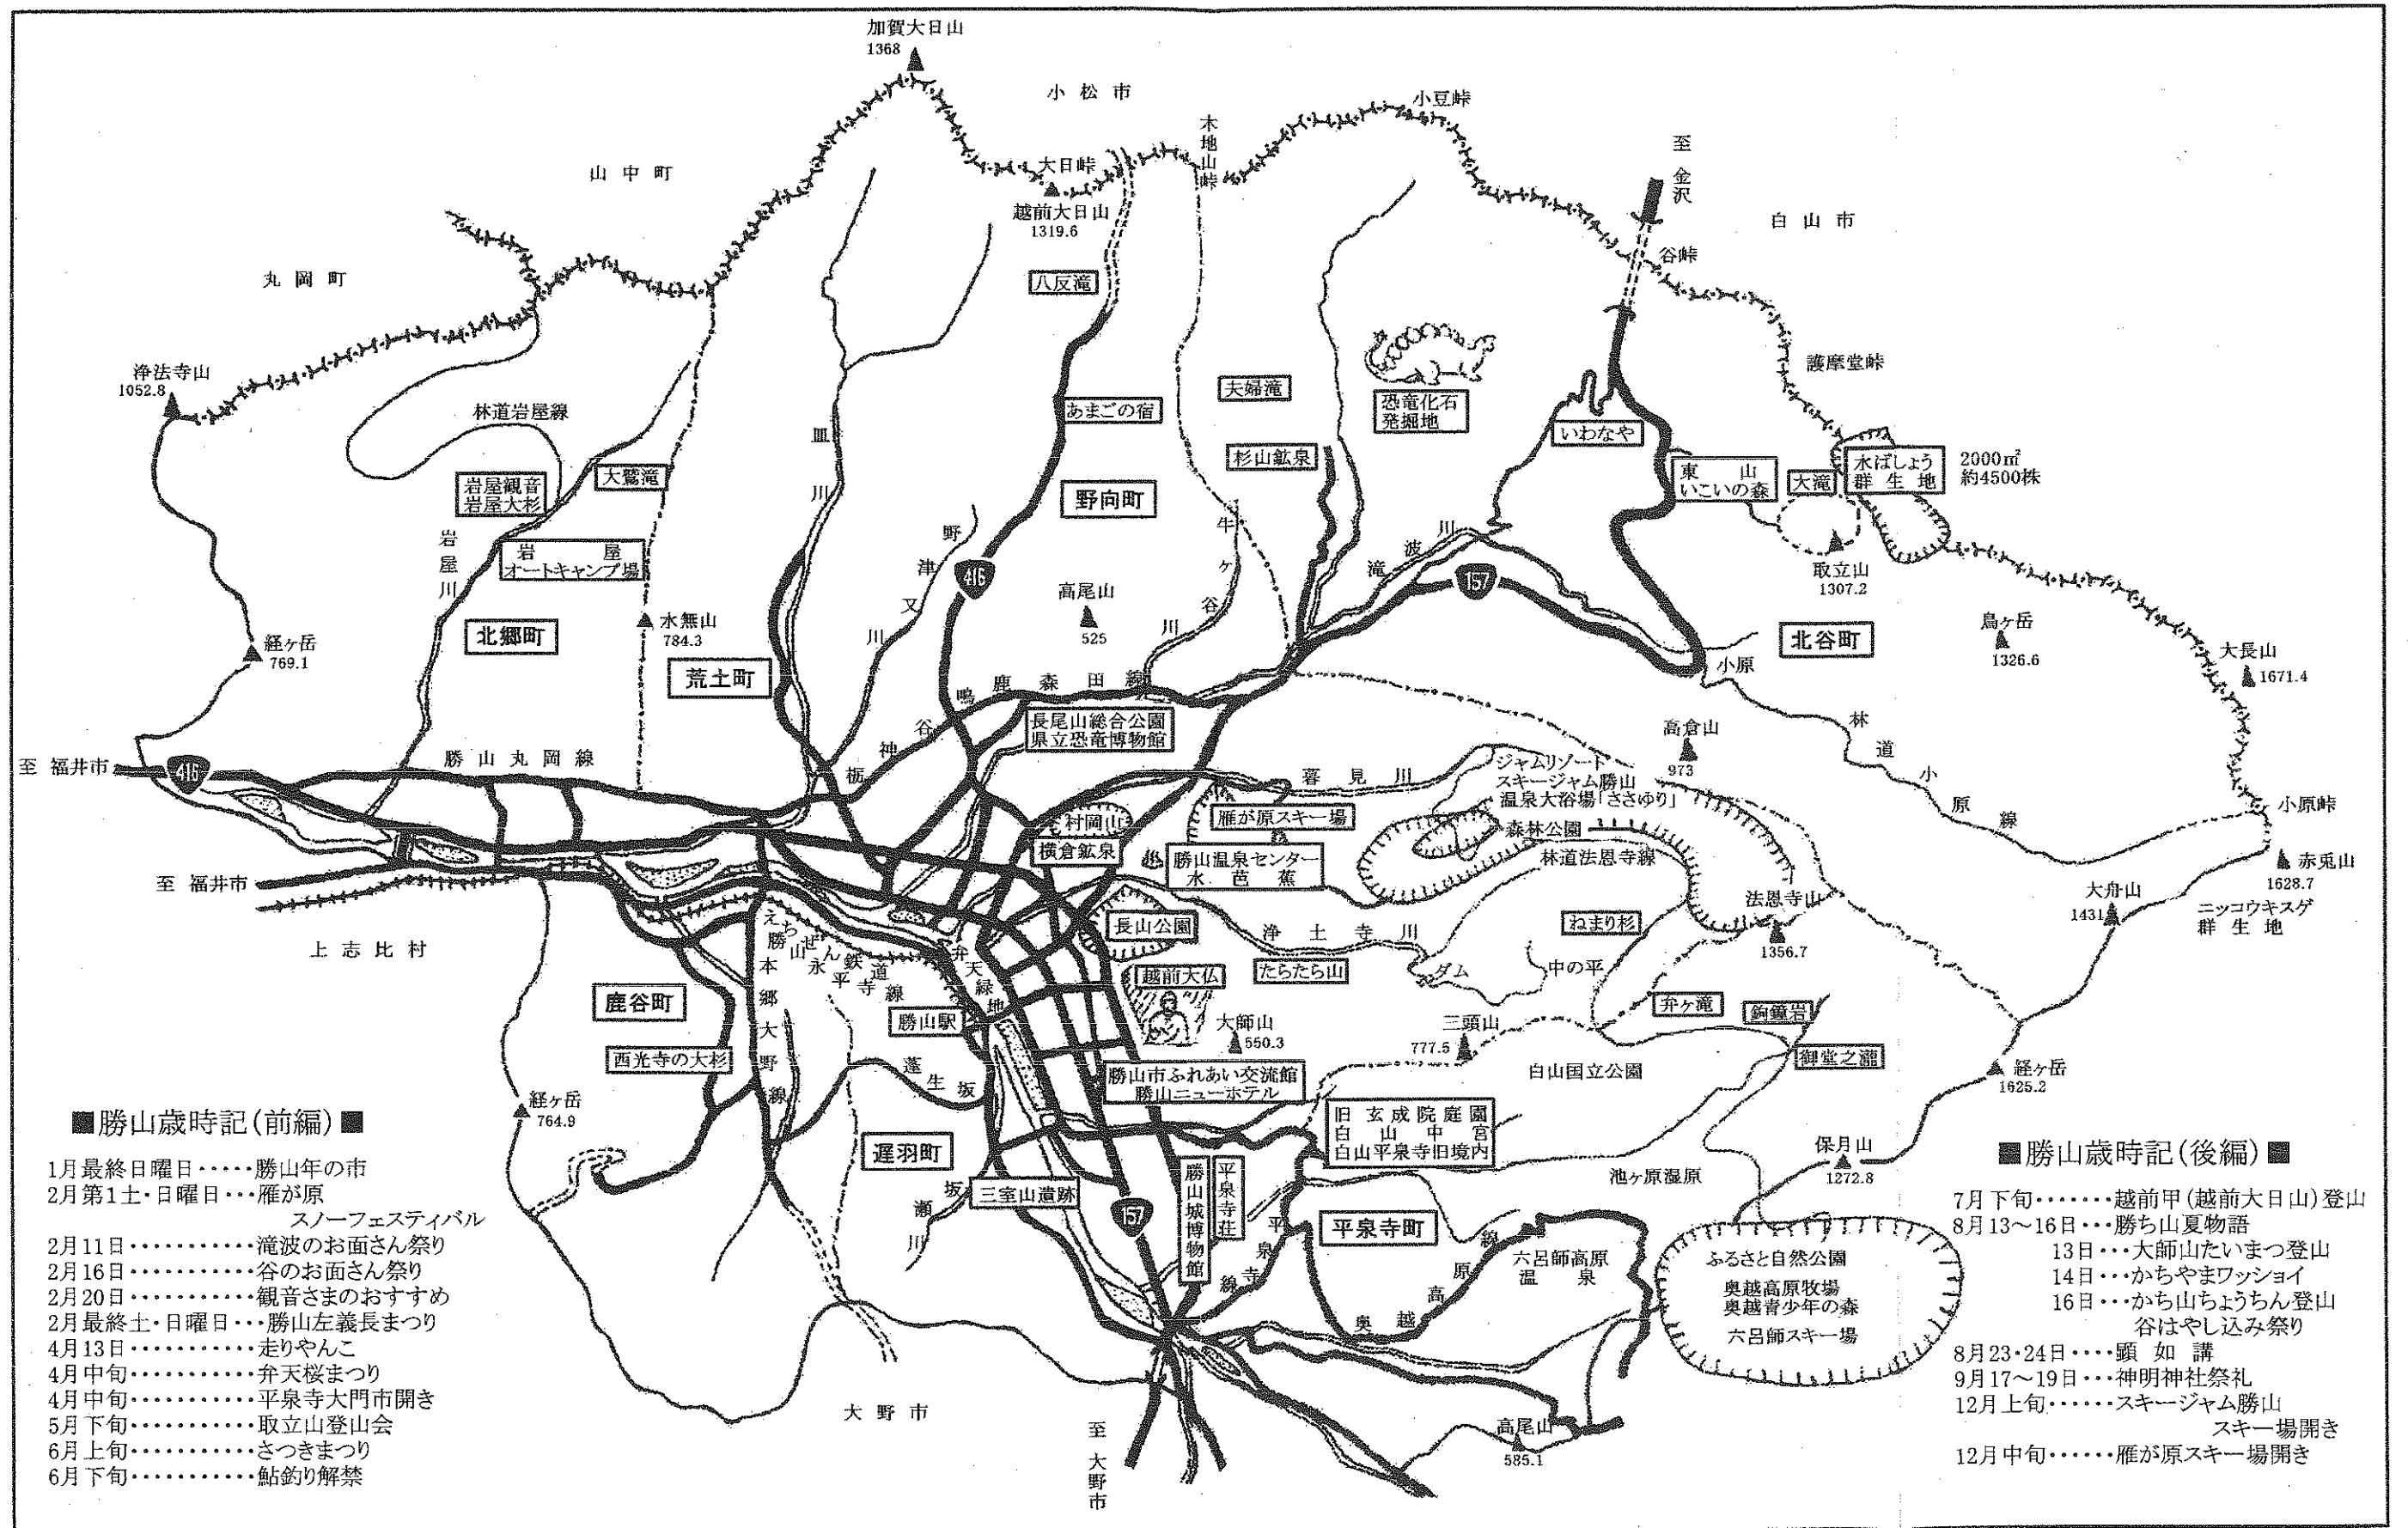 加賀大日山
1368
小松市
小豆峠
木地山峠
至金沢
山中町
大日峠
越前大日山
1319.6
白山市
谷峠
丸岡町
八反滝
浄法寺山
1052.8
護摩堂峠
林道岩屋線
皿川
あまごの宿
夫婦滝
恐竜化石
発掘地
いわなや
杉山鉱泉
岩屋観音
岩屋大杉
大鷲滝
東山
いこいの森
大滝
水ばしょう
群生地
2000㎡
約4500株
野向町
岩屋川
岩屋
オートキャンプ場
野津又川
牛ヶ谷川
滝波川
416
157
高尾山
525
取立山
1307.2
経ヶ岳
769.1
北郷町
水無山
784.3
荒土町
北谷町
鳥ヶ岳
1326.6
大長山
1671.4
小原
栃神谷鳴鹿森田線
長尾山総合公園
県立恐竜博物館
高倉山
973
林道小原線
至 福井市
416
勝山丸岡線
暮見川
ジャムリゾート
スキージャム勝山
温泉大浴場「ささゆり」
小原峠
村岡山
雁が原スキー場
森林公園
横倉鉱泉
勝山温泉センター
水芭蕉
林道法恩寺線
赤兎山
1628.7
至 福井市
大舟山
1431
ニッコウキスゲ
群生地
法恩寺山
1356.7
上志比村
えちぜん鉄道
勝山永平寺線
本郷大野線
弁天緑地
長山公園
浄土寺川
ねまり杉
越前大仏
たらたら山
ダム
中の平
鹿谷町
勝山駅
大師山
550.3
三頭山
777.5
弁ヶ滝
鉤鐘岩
西光寺の大杉
蓬生坂
勝山市ふれあい交流館
勝山ニューホテル
白山国立公園
御堂之瀧
経ヶ岳
1625.2
経ヶ岳
764.9
旧玄成院庭園
白山中宮
白山平泉寺旧境内
遅羽町
保月山
1272.8
三室山遺跡
坂瀬川
157
勝山城博物館
平泉寺荘
平泉寺線
平泉寺町
池ヶ原湿原
六呂師高原
温泉
奥越高原線
ふるさと自然公園
奥越高原牧場
奥越青少年の森
六呂師スキー場
大野市
至大野市
高尾山
585.1
■勝山歳時記(前編)■
1月最終日曜日・・・・・勝山年の市
2月第1土・日曜日・・・雁が原
スノーフェスティバル
2月11日・・・・・・・・・・・滝波のお面さん祭り
2月16日・・・・・・・・・・・谷のお面さん祭り
2月20日・・・・・・・・・・・観音さまのおすすめ
2月最終土・日曜日・・・勝山左義長まつり
4月13日・・・・・・・・・・・走りやんこ
4月中旬・・・・・・・・・・・弁天桜まつり
4月中旬・・・・・・・・・・・平泉寺大門市開き
5月下旬・・・・・・・・・・・取立山登山会
6月上旬・・・・・・・・・・・さつきまつり
6月下旬・・・・・・・・・・・鮎釣り解禁
■勝山歳時記(後編)■
7月下旬・・・・・・・越前甲(越前大日山)登山
8月13～16日・・・勝ち山夏物語
13日・・・大師山たいまつ登山
14日・・・かちやまワッショイ
16日・・・かち山ちょうちん登山
谷はやし込み祭り
8月23・24日・・・・顕如講
9月17～19日・・・神明神社祭礼
12月上旬・・・・・・スキージャム勝山
スキー場開き
12月中旬・・・・・・雁が原スキー場開き